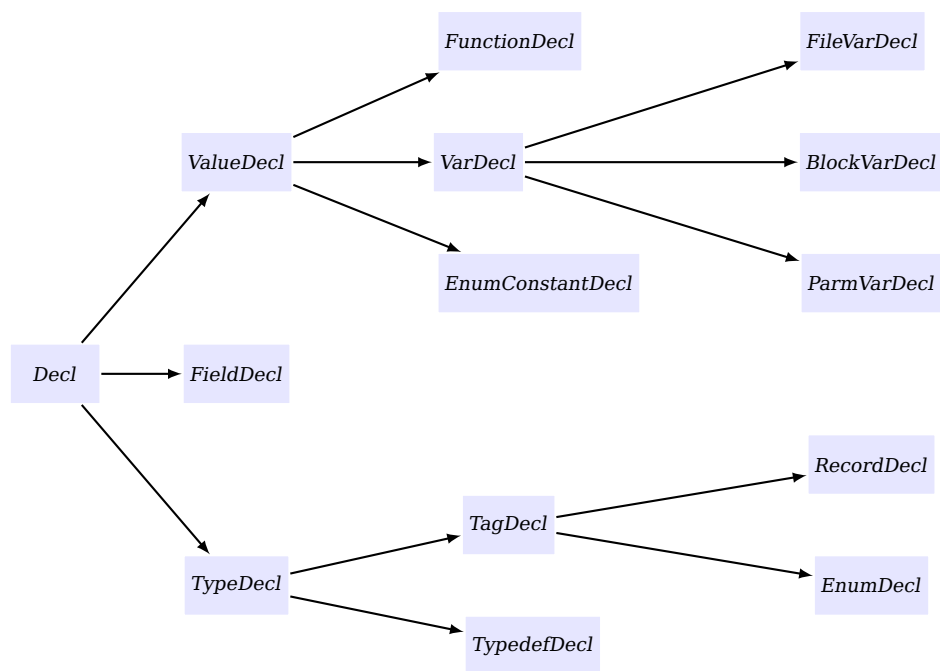 FunctionDecl
FileVarDecl
ValueDecl
VarDecl
BlockVarDecl
EnumConstantDecl
ParmVarDecl
Decl
FieldDecl
RecordDecl
TagDecl
TypeDecl
EnumDecl
TypedefDecl